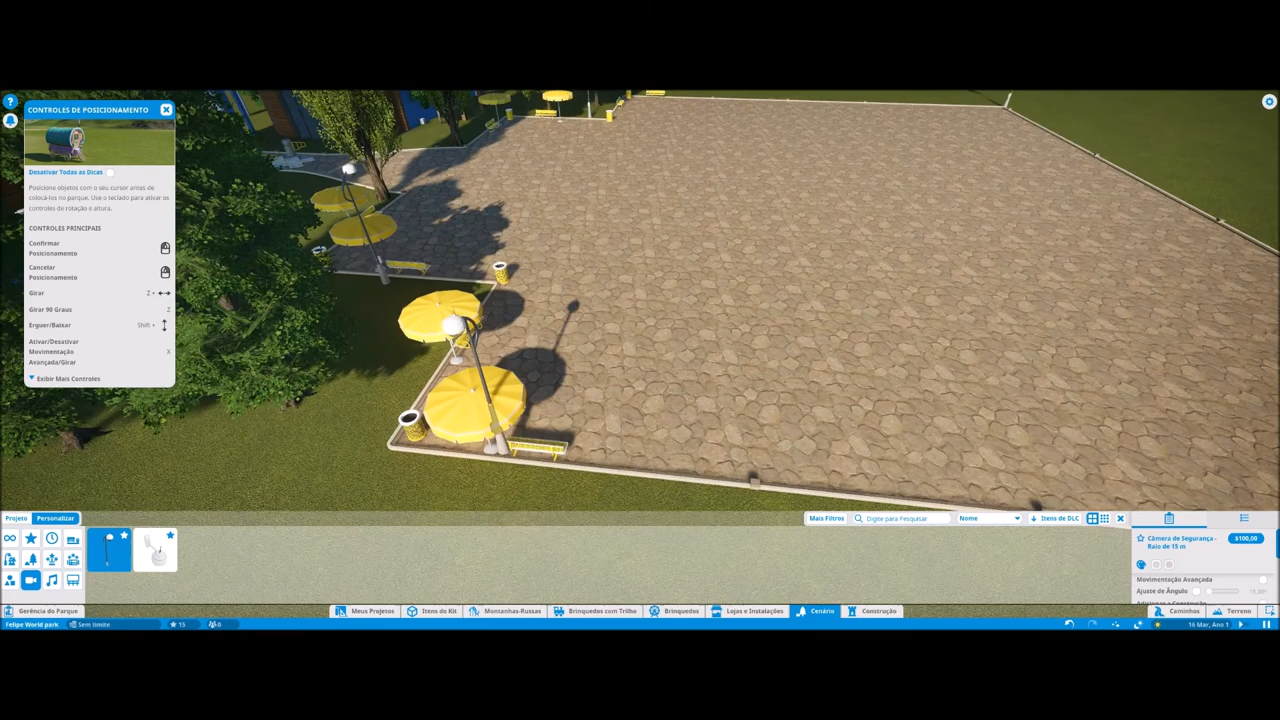 ?
CONTROLES DE POSICIONAMENTO
Desativar Todas as Dicas
Posicione objetos com o seu cursor antes de
colocá-los no parque. Use o teclado para ativar os
controles de rotação e altura.
CONTROLES PRINCIPAIS
Confirmar
Posicionamento
Cancelar
Posicionamento
Girar Z +
Girar 90 Graus Z
Erguer/Baixar Shift +
Ativar/Desativar
Movimentação X
Avançada/Girar
Exibir Mais Controles
Projeto Personalizar
Mais Filtros Digite para Pesquisar Nome Itens de DLC
Câmera de Segurança -
Raio de 15 m
$100,00
Movimentação Avançada
Ajuste de Ângulo 15,00°
Gerência do Parque Meus Projetos Itens do Kit Montanhas-Russas Brinquedos com Trilho Brinquedos Lojas e Instalações Cenário Construção Caminhos Terreno
Felipe World park Sem limite 15 0 16 Mar, Ano 1